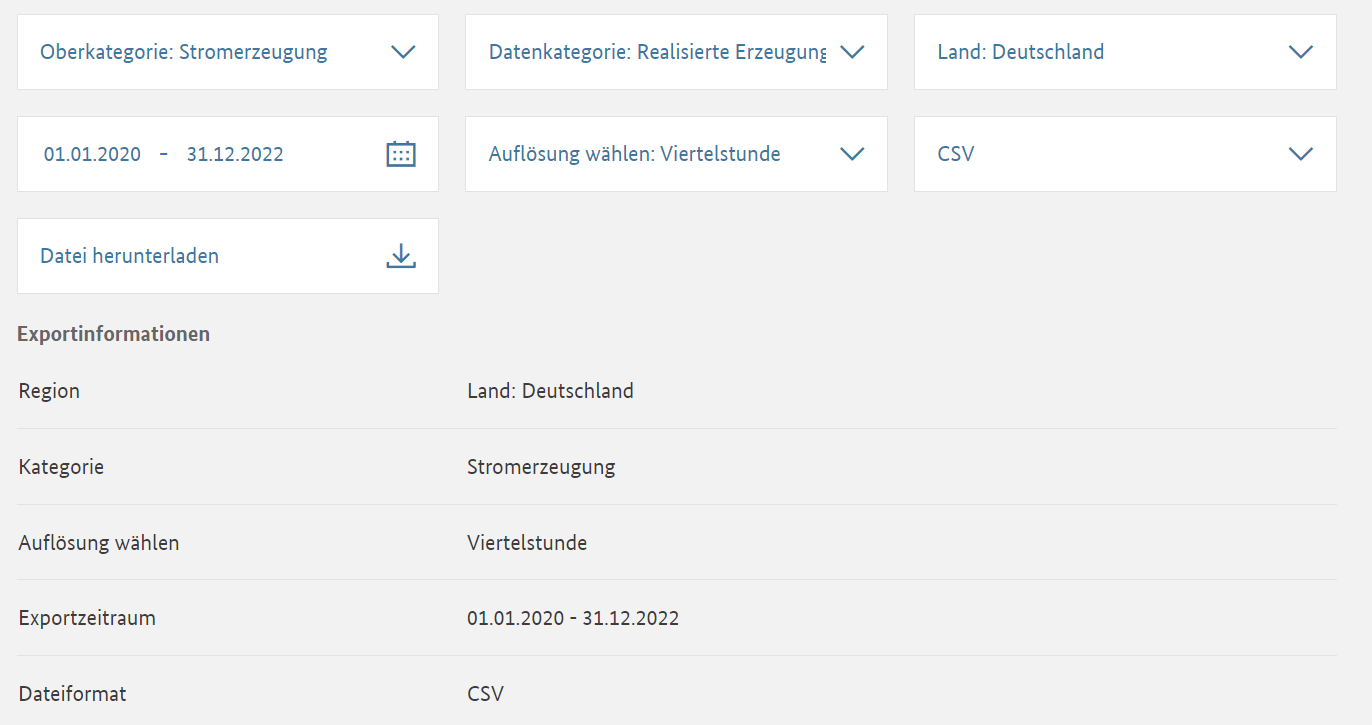 Oberkategorie: Stromerzeugung
Datenkategorie: Realisierte Erzeugung
Land: Deutschland
01.01.2020 - 31.12.2022
Auflösung wählen: Viertelstunde
CSV
Datei herunterladen
Exportinformationen
Region Land: Deutschland
Kategorie Stromerzeugung
Auflösung wählen Viertelstunde
Exportzeitraum 01.01.2020 - 31.12.2022
Dateiformat CSV